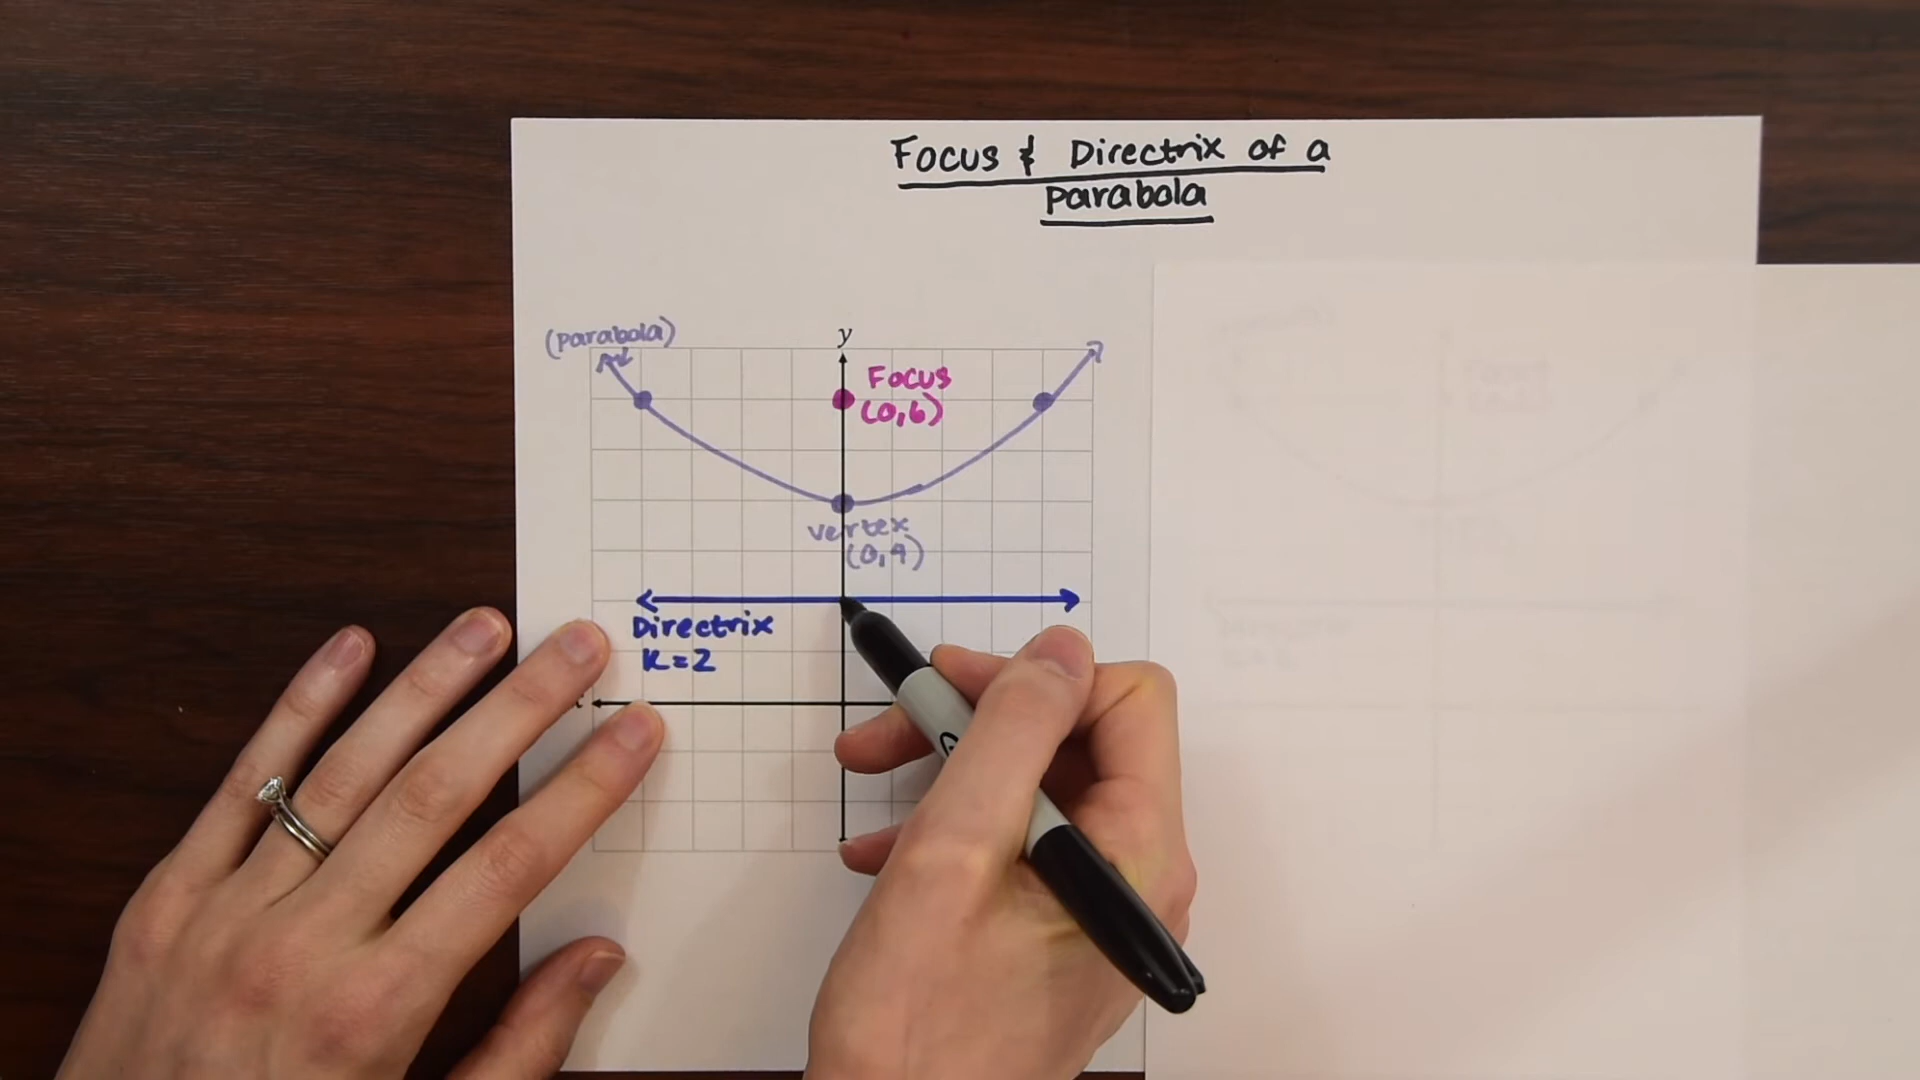 Focus & Directrix of a
parabola
(parabola)
y
Focus
(0,6)
vertex
(0,4)
Directrix
K=2